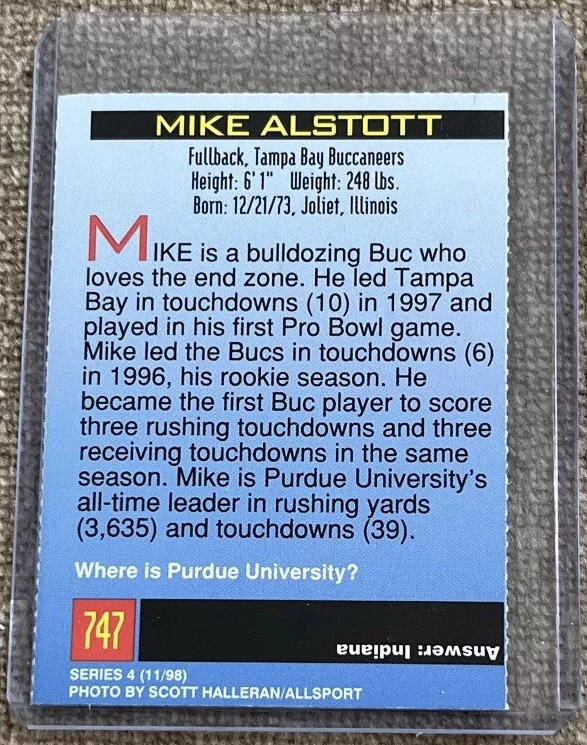 MIKE ALSTOTT
Fullback, Tampa Bay Buccaneers
Height: 6' 1" Weight: 248 lbs.
Born: 12/21/73, Joliet, Illinois
MIKE is a bulldozing Buc who
loves the end zone. He led Tampa
Bay in touchdowns (10) in 1997 and
played in his first Pro Bowl game.
Mike led the Bucs in touchdowns (6)
in 1996, his rookie season. He
became the first Buc player to score
three rushing touchdowns and three
receiving touchdowns in the same
season. Mike is Purdue University's
all-time leader in rushing yards
(3,635) and touchdowns (39).
Where is Purdue University?
747
Answer: Indiana
SERIES 4 (11/98)
PHOTO BY SCOTT HALLERAN/ALLSPORT